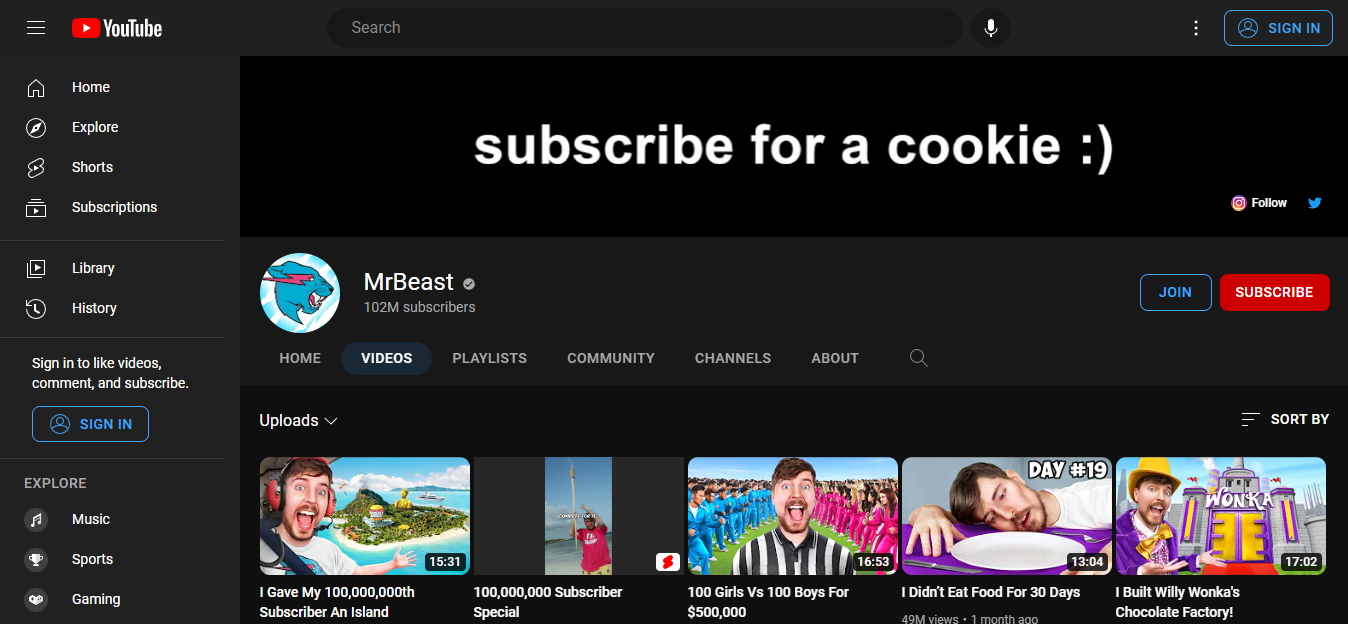 YouTube
Search
SIGN IN
Home
Explore
Shorts
Subscriptions
Library
History
Sign in to like videos,
comment, and subscribe.
SIGN IN
EXPLORE
Music
Sports
Gaming
subscribe for a cookie :)
Follow
MrBeast
102M subscribers
JOIN
SUBSCRIBE
HOME
VIDEOS
PLAYLISTS
COMMUNITY
CHANNELS
ABOUT
Uploads
SORT BY
15:31
I Gave My 100,000,000th
Subscriber An Island
100,000,000 Subscriber
Special
16:53
100 Girls Vs 100 Boys For
$500,000
DAY #19
13:04
I Didn't Eat Food For 30 Days
49M views • 1 month ago
WONKA
17:02
I Built Willy Wonka's
Chocolate Factory!